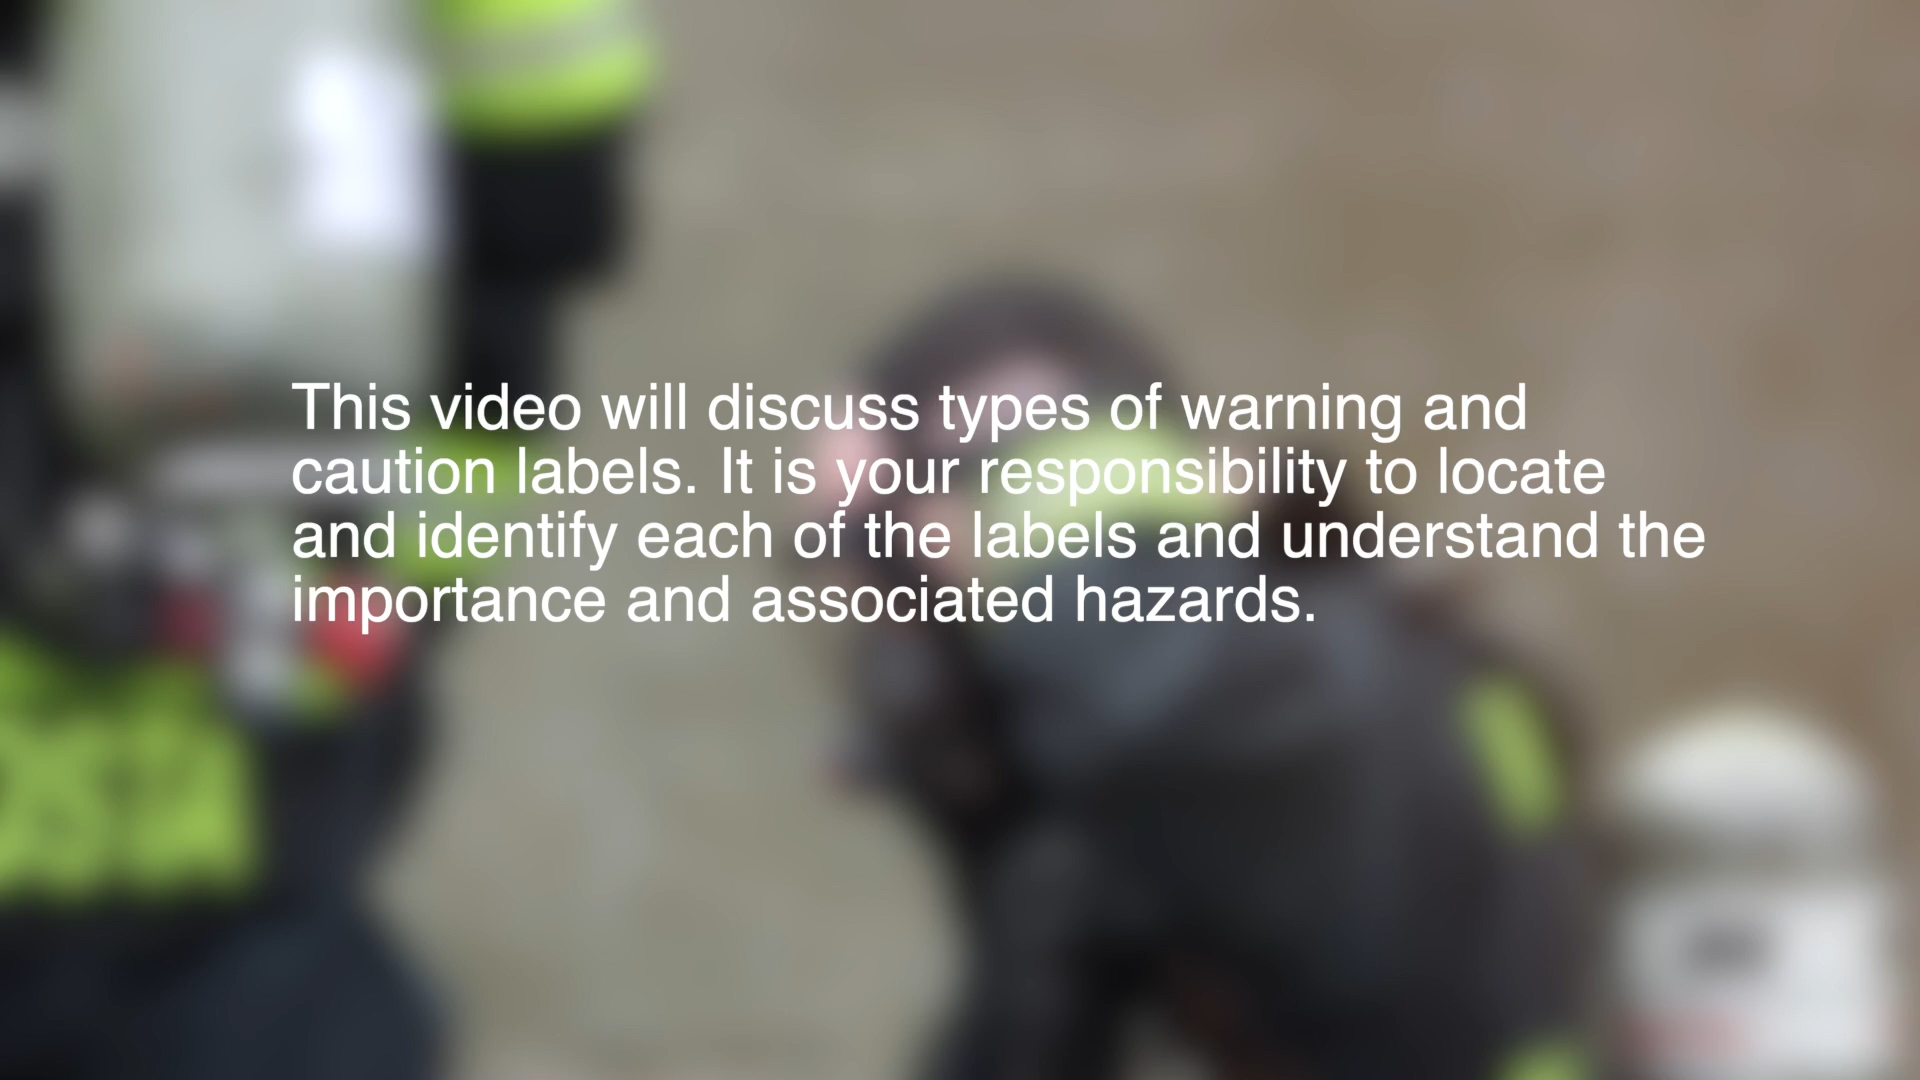 This video will discuss types of warning and
caution labels. It is your responsibility to locate
and identify each of the labels and understand the
importance and associated hazards.